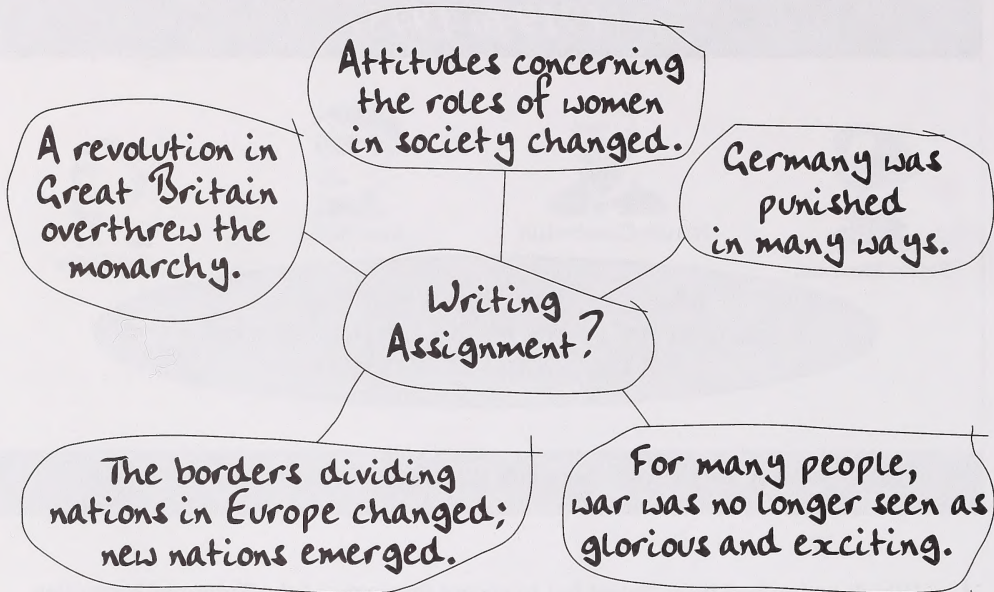 Attitudes concerning
the roles of women
in society changed.
A revolution in
Great Britain
overthrew the
monarchy.
Germany was
punished
in many ways.
Writing
Assignment?
The borders dividing
nations in Europe changed;
new nations emerged.
For many people,
war was no longer seen as
glorious and exciting.